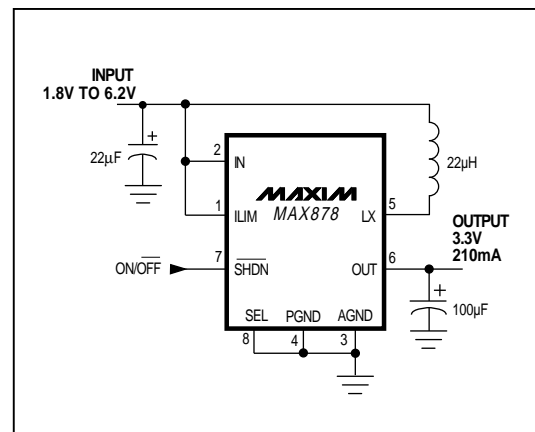 INPUT
1.8V TO 6.2V
22μF
2
IN
MAXIM
MAX878
22μH
1
ILIM
LX
5
OUTPUT
3.3V
210mA
ON/OFF
7
SHDN
OUT
6
SEL
PGND
AGND
100μF
8
4
3